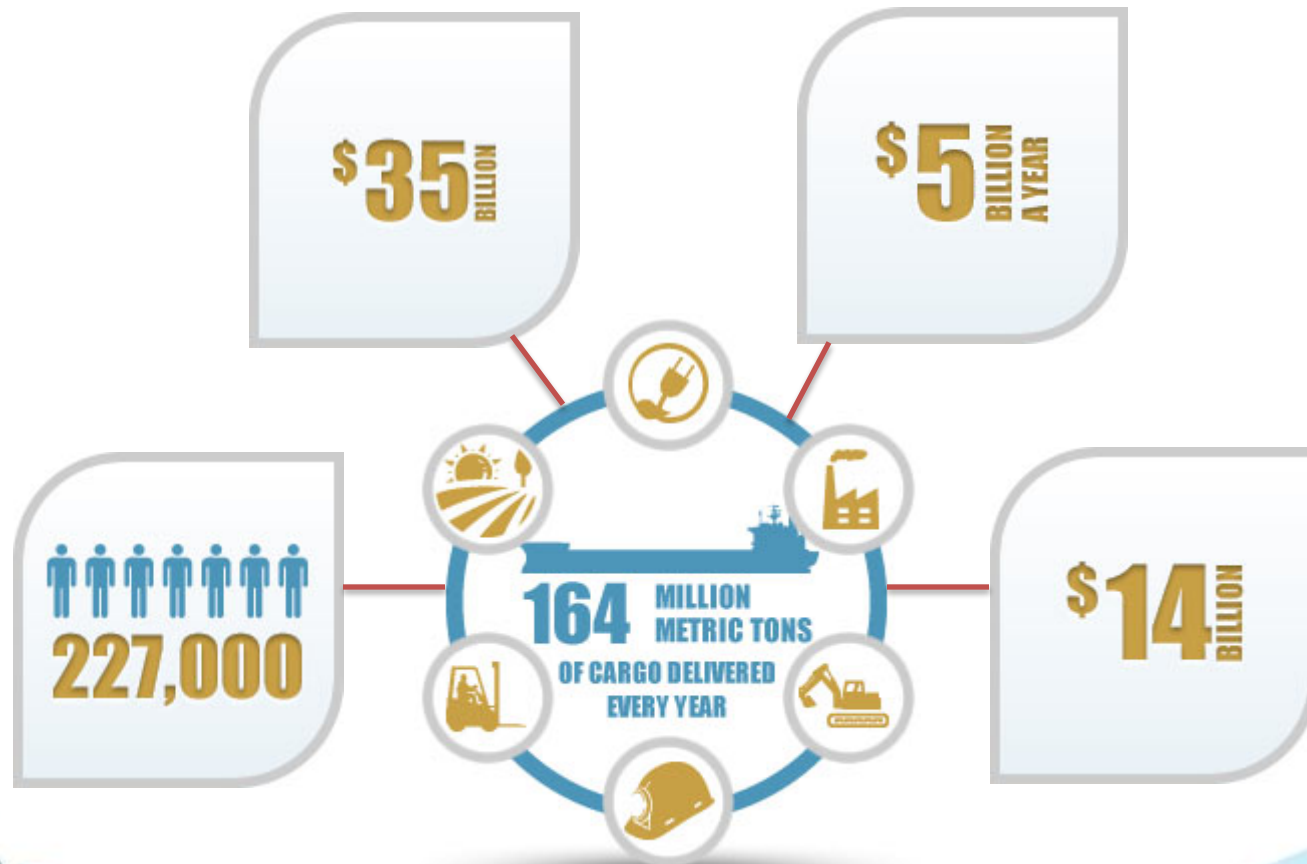 $35 BILLION
$5 BILLION
A YEAR
227,000
164 MILLION
METRIC TONS
OF CARGO DELIVERED
EVERY YEAR
$14 BILLION